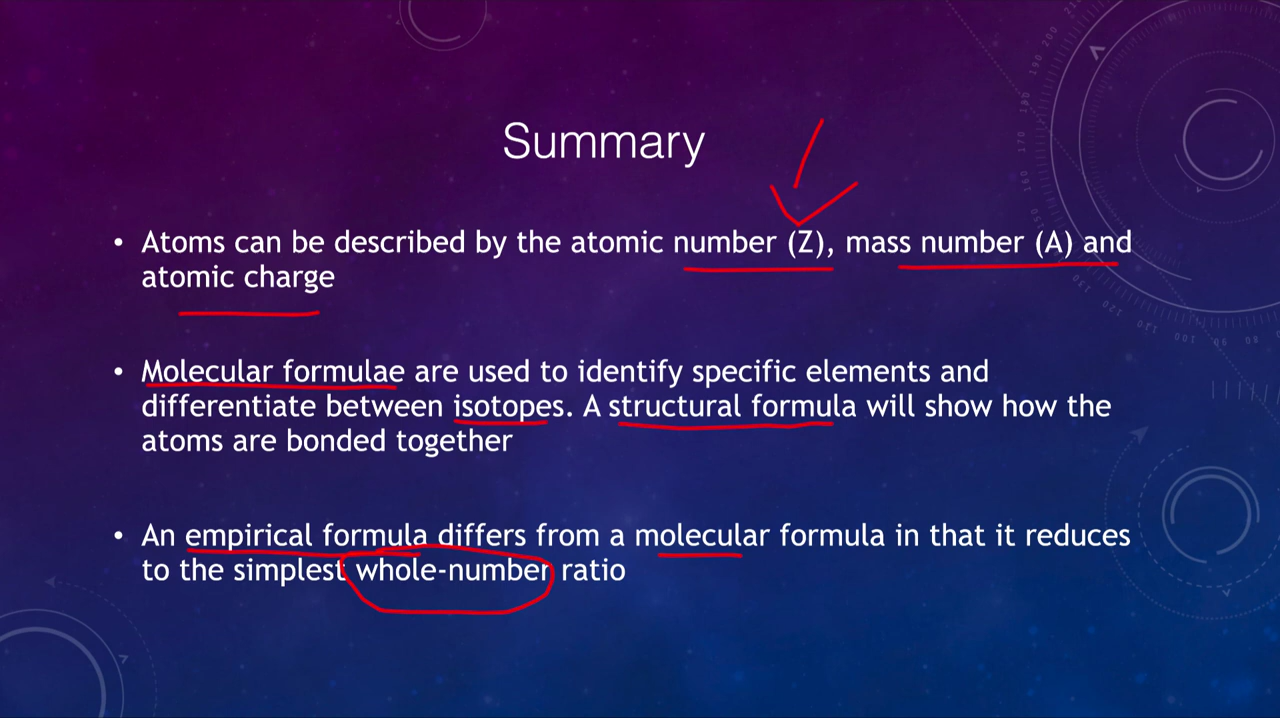 Summary
• Atoms can be described by the atomic number (Z), mass number (A) and
atomic charge
• Molecular formulae are used to identify specific elements and
differentiate between isotopes. A structural formula will show how the
atoms are bonded together
• An empirical formula differs from a molecular formula in that it reduces
to the simplest whole-number ratio